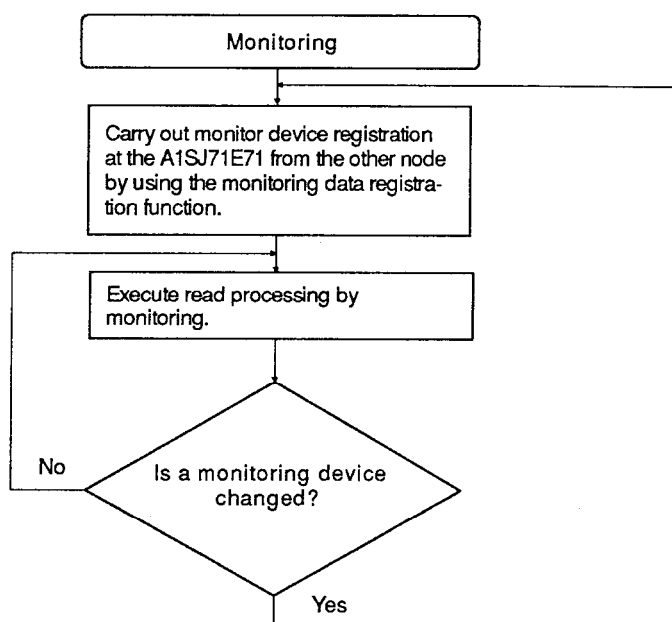 Monitoring
Carry out monitor device registration
at the A1SJ71E71 from the other node
by using the monitoring data registra-
tion function.
Execute read processing by
monitoring.
No
Is a monitoring device
changed?
Yes